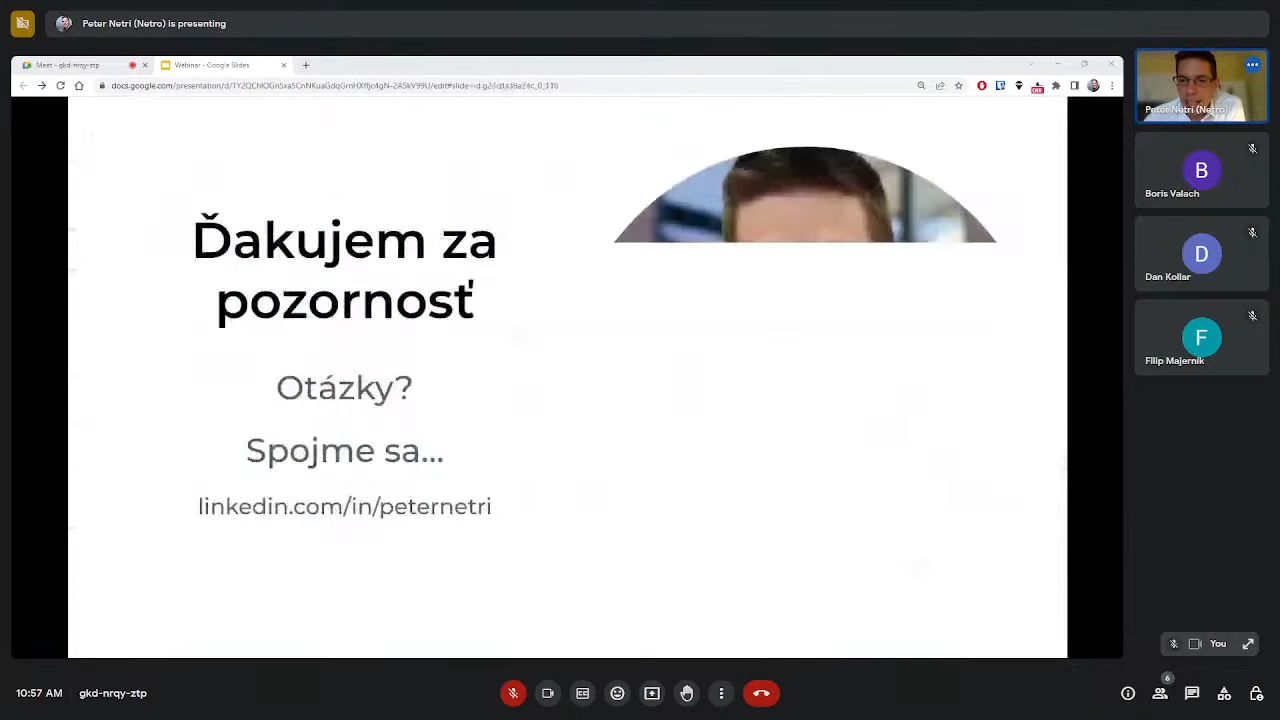 Peter Netri (Netro) is presenting
Meet - gkd-nrqy-ztp
Webinar - Google Slides
Peter Netri (Netro)
B
Boris Valach
D
Dan Kollar
F
Filip Majerník
Ďakujem za
pozornosť
Otázky?
Spojme sa...
linkedin.com/in/peternetri
You
10:57 AM
gkd-nrqy-ztp
6